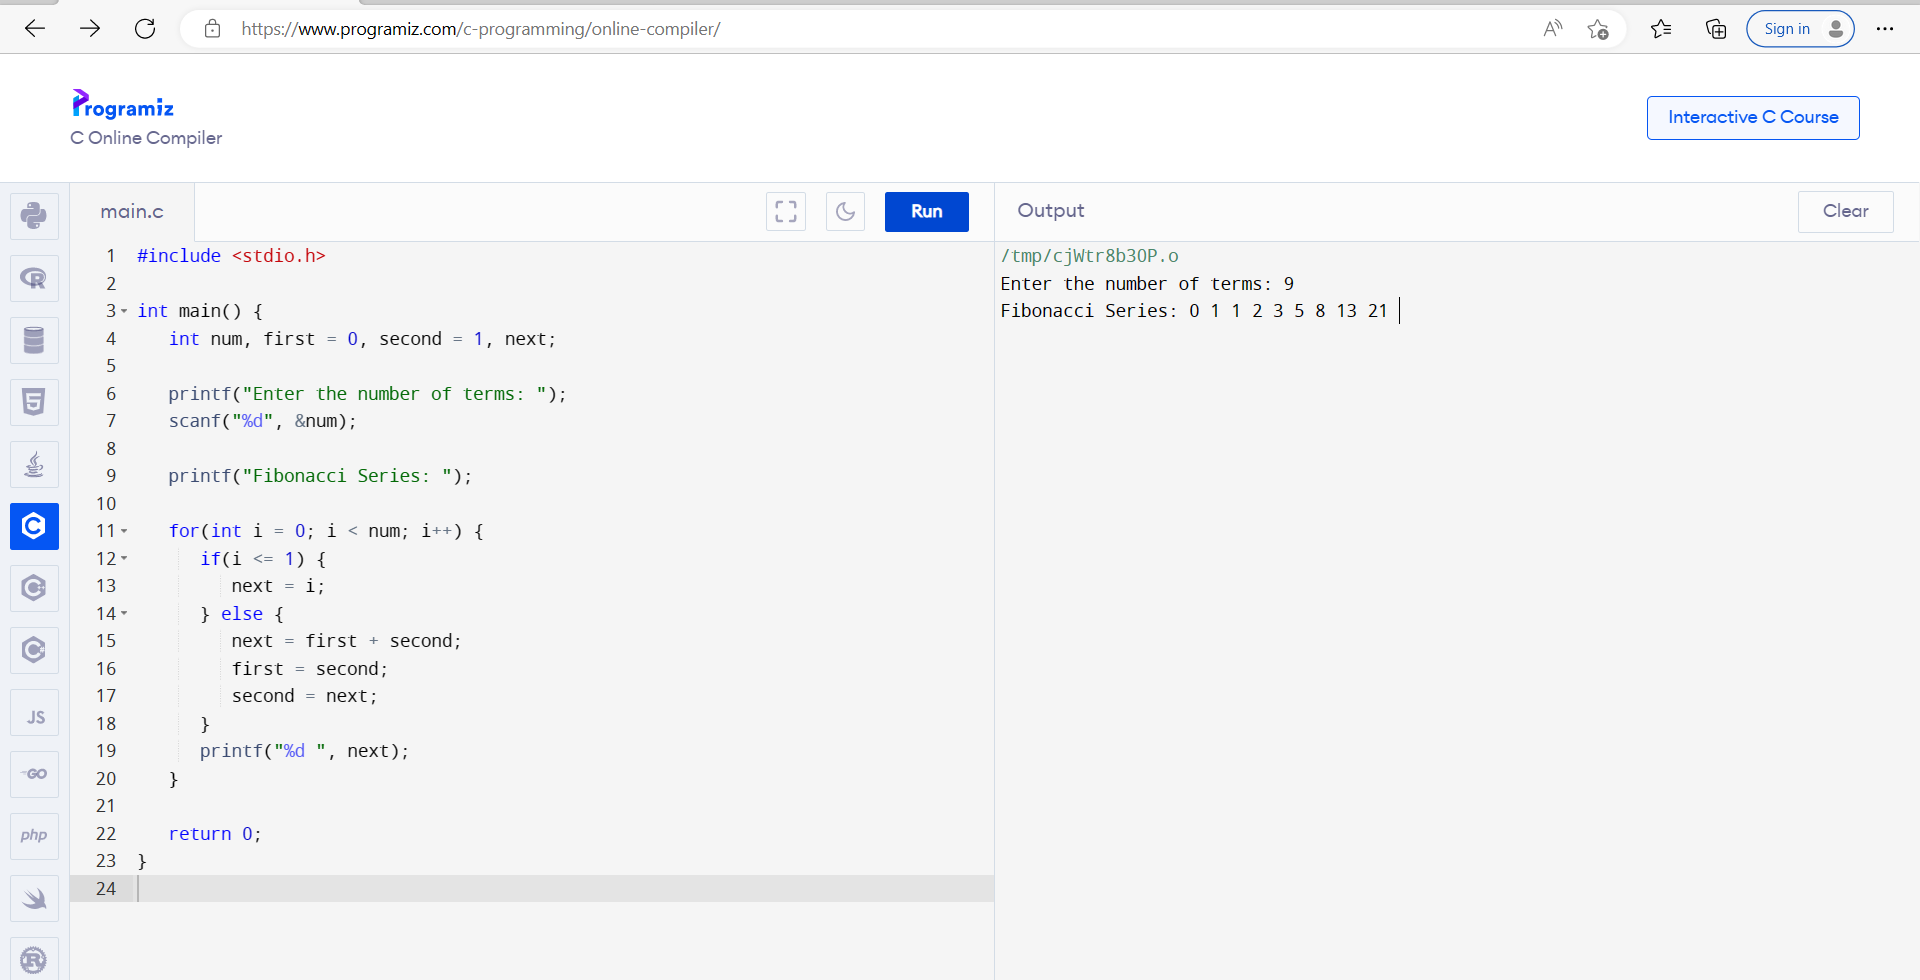 https://www.programiz.com/c-programming/online-compiler/
Sign in
Programiz
C Online Compiler
Interactive C Course
main.c
Run
Output
Clear
1 #include <stdio.h>
2
3 int main() {
4    int num, first = 0, second = 1, next;
5
6    printf("Enter the number of terms: ");
7    scanf("%d", &num);
8
9    printf("Fibonacci Series: ");
10
11    for(int i = 0; i < num; i++) {
12       if(i <= 1) {
13          next = i;
14       } else {
15          next = first + second;
16          first = second;
17          second = next;
18       }
19       printf("%d ", next);
20    }
21
22    return 0;
23 }
24
/tmp/cjWtr8b3OP.o
Enter the number of terms: 9
Fibonacci Series: 0 1 1 2 3 5 8 13 21
JS
GO
php